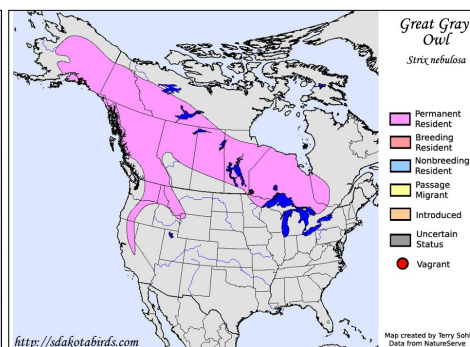 Great Gray
Owl
Strix nebulosa
Permanent
Resident
Breeding
Resident
Nonbreeding
Resident
Passage
Migrant
Introduced
Uncertain
Status
Vagrant
http://sdakotabirds.com
Map created by Terry Sohl
Data from NatureServe